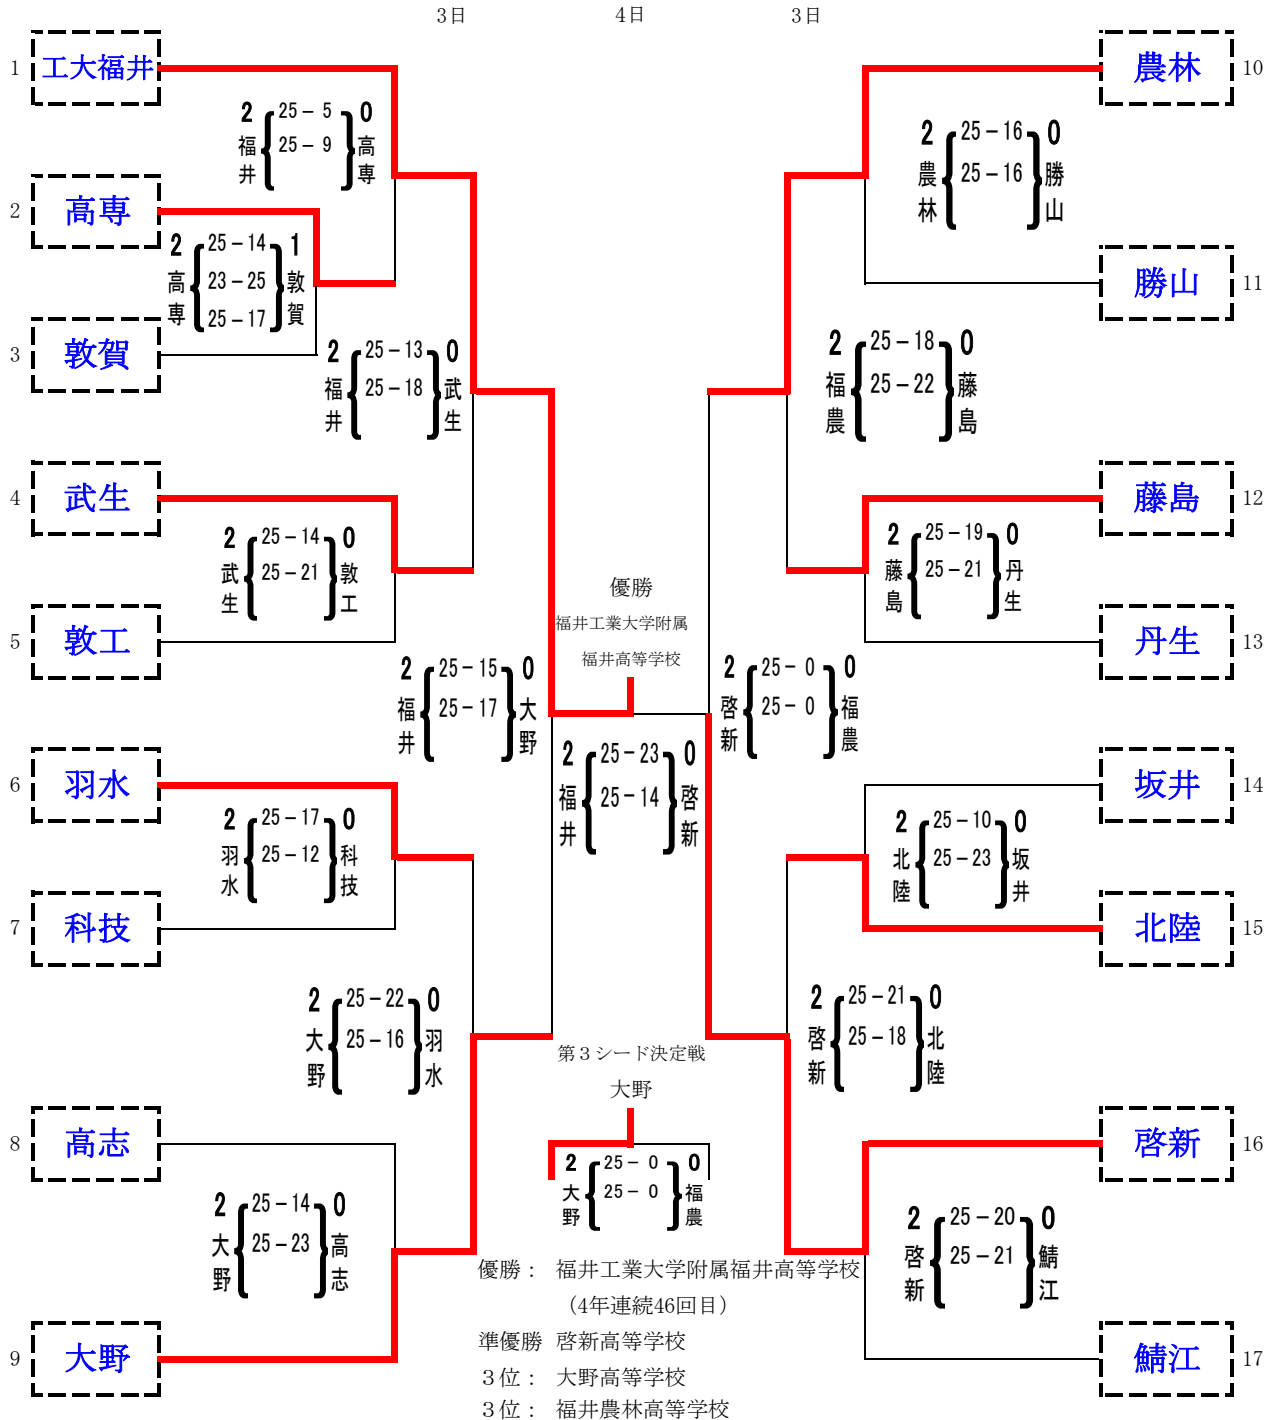 3日 4日 3日
1 工大福井
2 高専
3 敦賀
4 武生
5 敦工
6 羽水
7 科技
8 高志
9 大野
農林 10
勝山 11
藤島 12
丹生 13
坂井 14
北陸 15
啓新 16
鯖江 17
2 福井 25－5 25－9 0 高専
2 高専 25－14 23－25 25－17 1 敦賀
2 福井 25－13 25－18 0 武生
2 武生 25－14 25－21 0 敦工
2 福井 25－15 25－17 0 大野
2 羽水 25－17 25－12 0 科技
2 大野 25－22 25－16 0 羽水
2 大野 25－14 25－23 0 高志
2 農林 25－16 25－16 0 勝山
2 福農 25－18 25－22 0 藤島
2 藤島 25－19 25－21 0 丹生
2 啓新 25－0 25－0 0 福農
2 北陸 25－10 25－23 0 坂井
2 啓新 25－21 25－18 0 北陸
2 啓新 25－20 25－21 0 鯖江
優勝
福井工業大学附属
福井高等学校
2 福井 25－23 25－14 0 啓新
第３シード決定戦
大野
2 大野 25－0 25－0 0 福農
優勝： 福井工業大学附属福井高等学校
（4年連続46回目）
準優勝 啓新高等学校
３位： 大野高等学校
３位： 福井農林高等学校